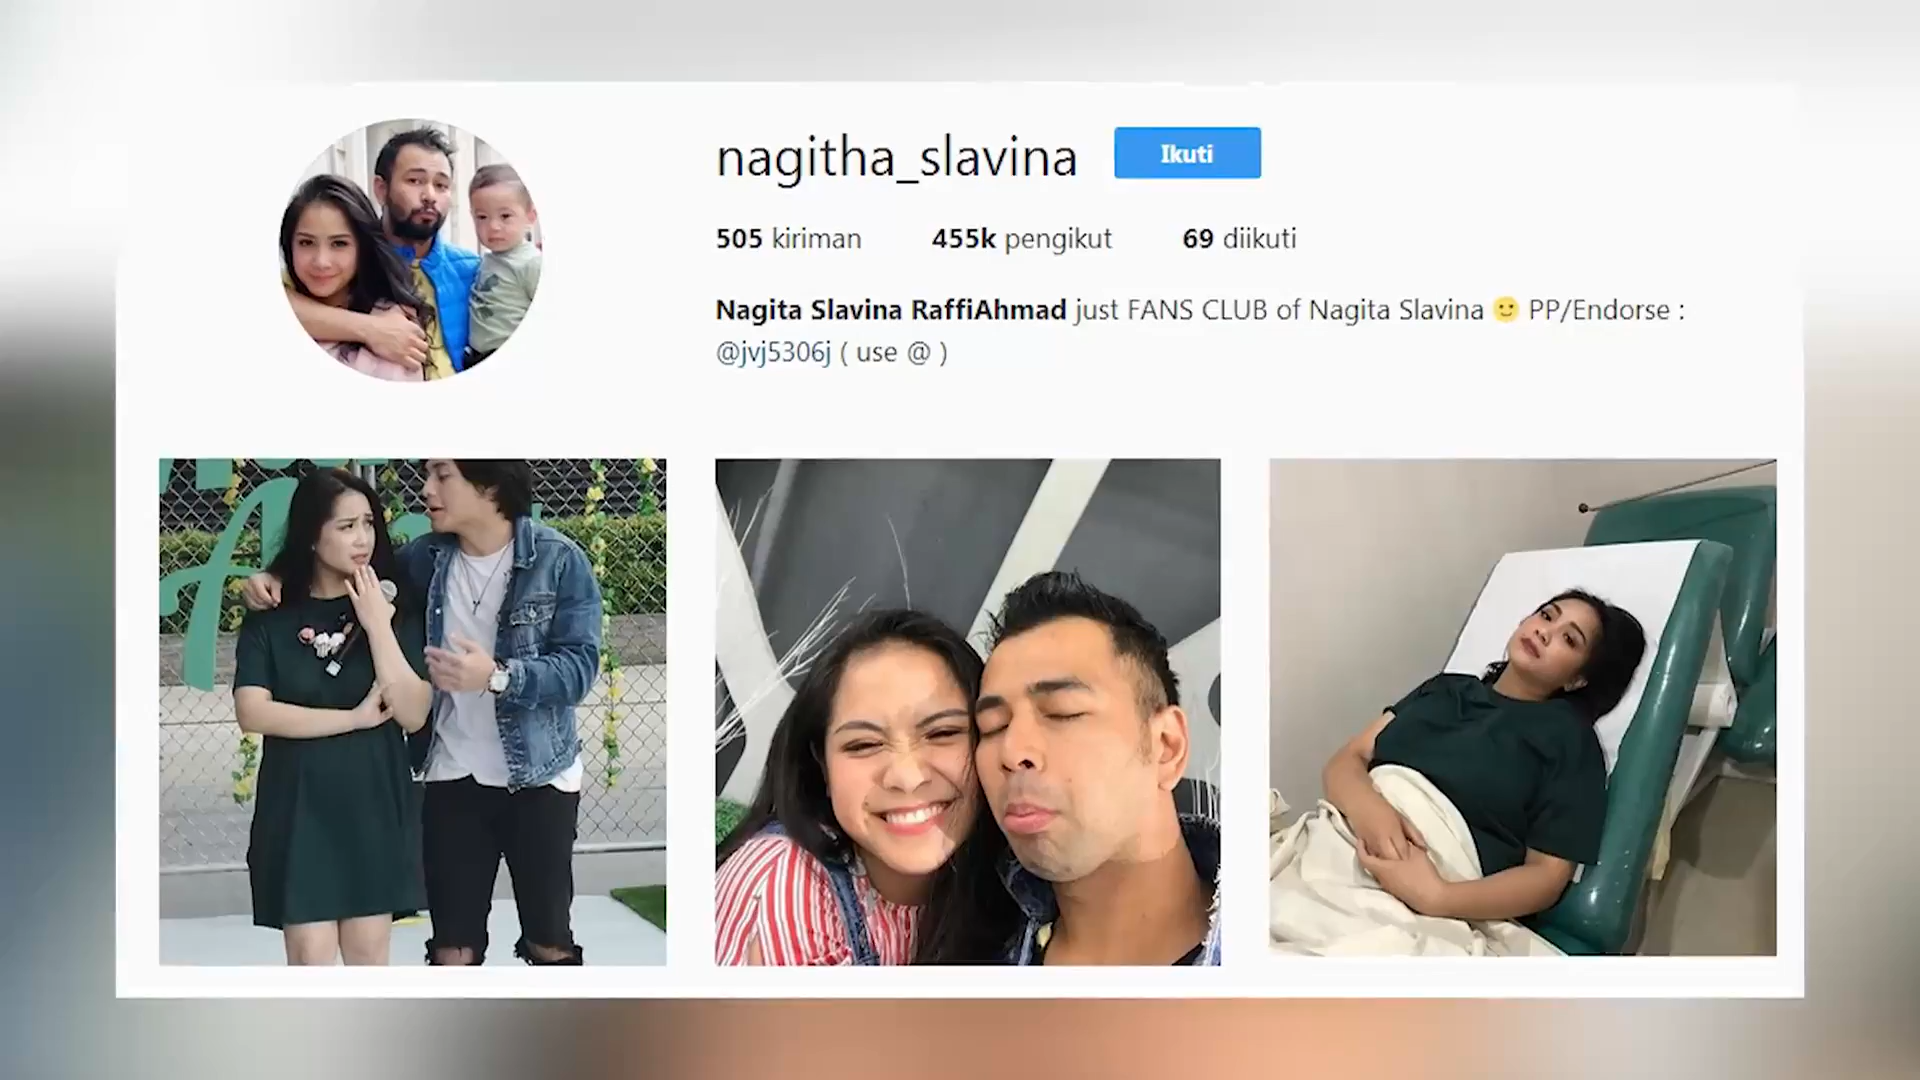 nagitha_slavina Ikuti
505 kiriman 455k pengikut 69 diikuti
Nagita Slavina RaffiAhmad just FANS CLUB of Nagita Slavina 🙂 PP/Endorse :
@jvj5306j ( use @ )